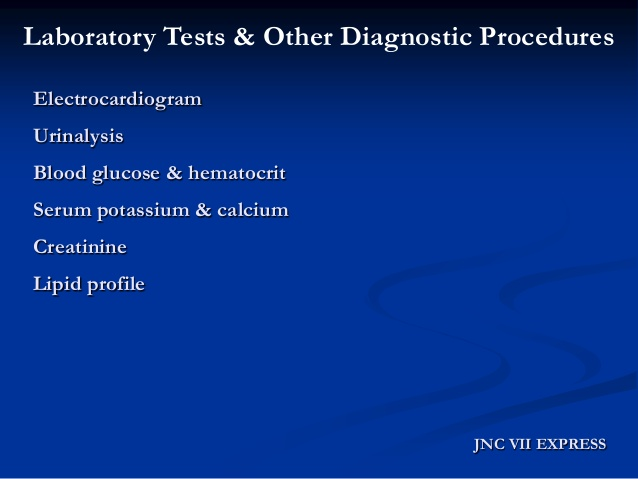 Laboratory Tests & Other Diagnostic Procedures
Electrocardiogram
Urinalysis
Blood glucose & hematocrit
Serum potassium & calcium
Creatinine
Lipid profile
JNC VII EXPRESS